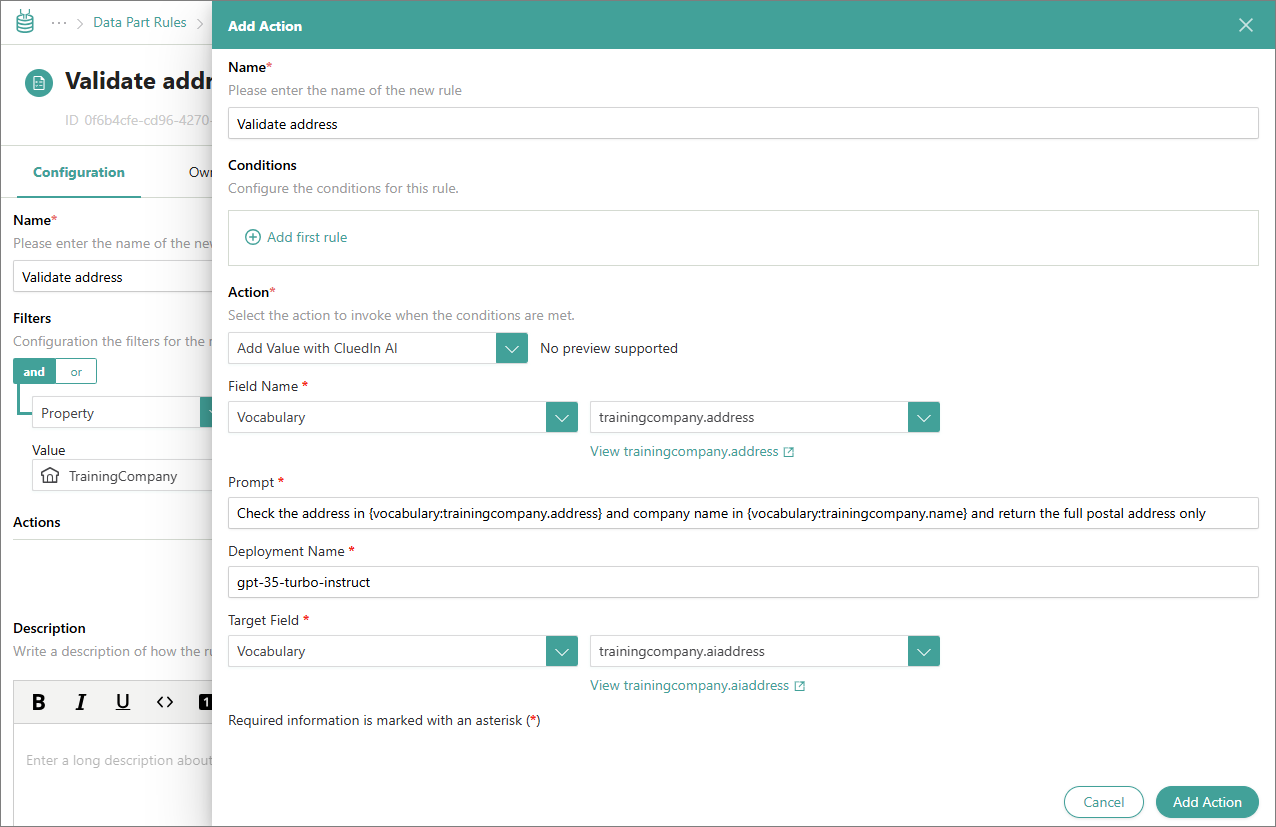 ··· > Data Part Rules >
Validate addr
ID 0f6b4cfe-cd96-4270-
Configuration
Own
Name*
Please enter the name of the nev
Validate address
Filters
Configuration the filters for the r
and
or
Property
Value
TrainingCompany
Actions
Description
Write a description of how the ru
B I U <> 1
Enter a long description about
Add Action
Name*
Please enter the name of the new rule
Validate address
Conditions
Configure the conditions for this rule.
Add first rule
Action*
Select the action to invoke when the conditions are met.
Add Value with CluedIn AI
No preview supported
Field Name *
Vocabulary
trainingcompany.address
View trainingcompany.address
Prompt *
Check the address in {vocabulary:trainingcompany.address} and company name in {vocabulary:trainingcompany.name} and return the full postal address only
Deployment Name *
gpt-35-turbo-instruct
Target Field *
Vocabulary
trainingcompany.aiaddress
View trainingcompany.aiaddress
Required information is marked with an asterisk (*)
Cancel
Add Action